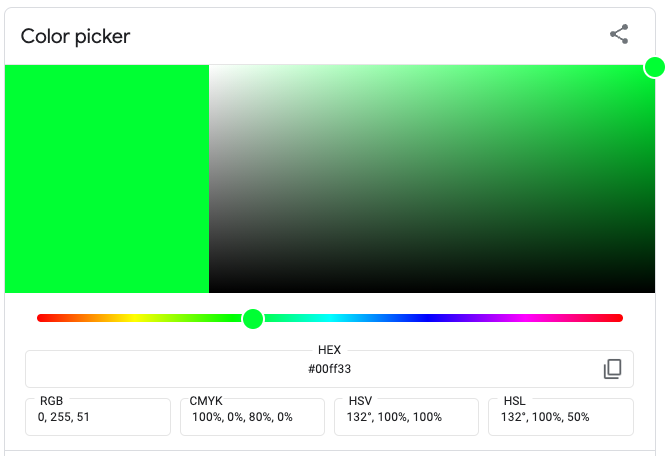 Color picker
HEX
#00ff33
RGB
0, 255, 51
CMYK
100%, 0%, 80%, 0%
HSV
132°, 100%, 100%
HSL
132°, 100%, 50%